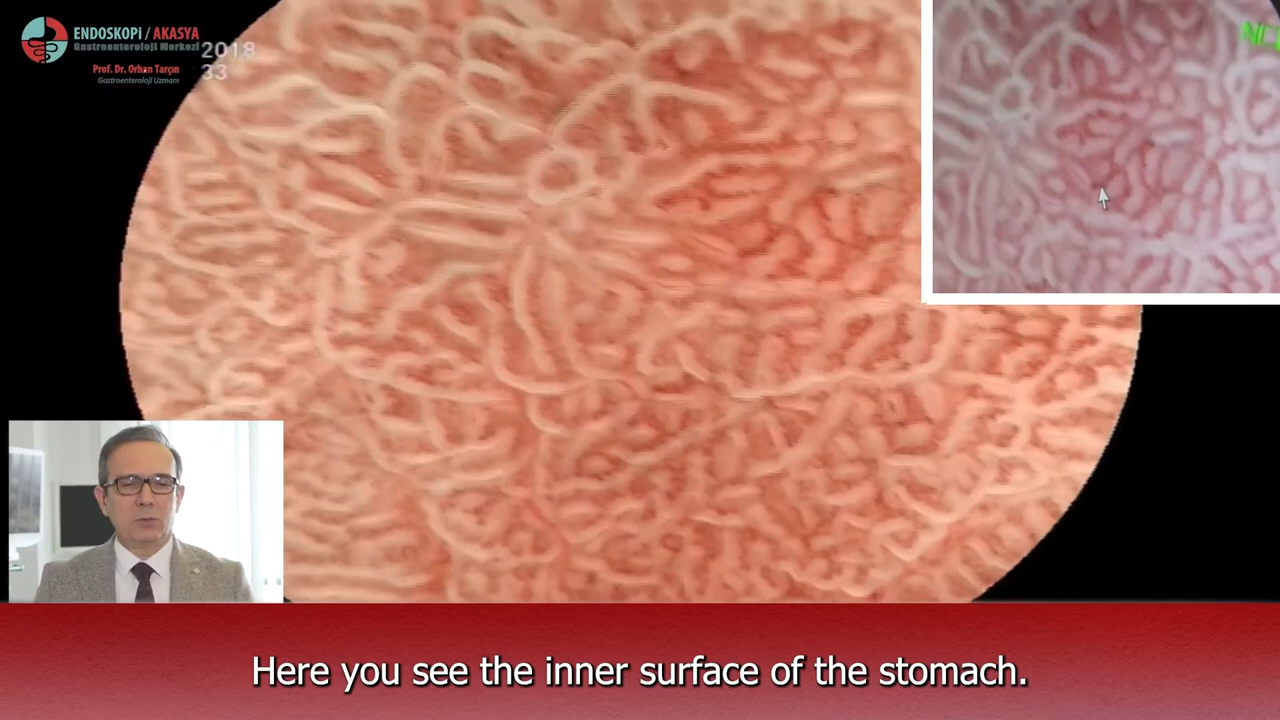 ENDOSKOPİ / AKASYA
Gastroenteroloji Merkezi
Prof. Dr. Orhan Tarçın
Gastroenteroloji Uzmanı
2018
33
Here you see the inner surface of the stomach.